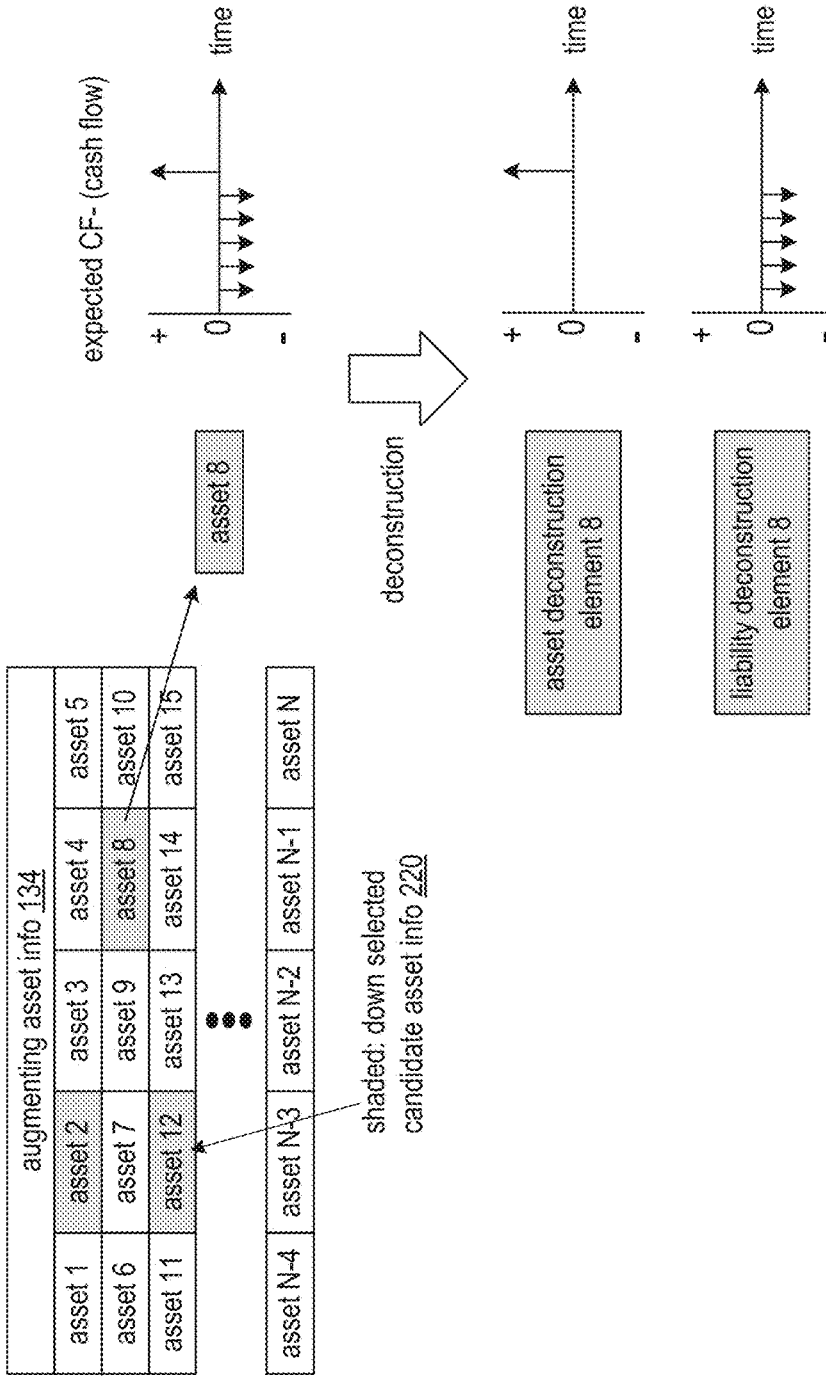 augmenting asset info 134
asset 1 asset 2 asset 3 asset 4 asset 5
asset 6 asset 7 asset 9 asset 8 asset 10
asset 11 asset 12 asset 13 asset 14 asset 15
asset N-4 asset N-3 asset N-2 asset N-1 asset N
shaded: down selected
candidate asset info 220
asset 8
expected CF- (cash flow)
+
0
-
time
deconstruction
asset deconstruction
element 8
+
0
-
time
liability deconstruction
element 8
+
0
-
time